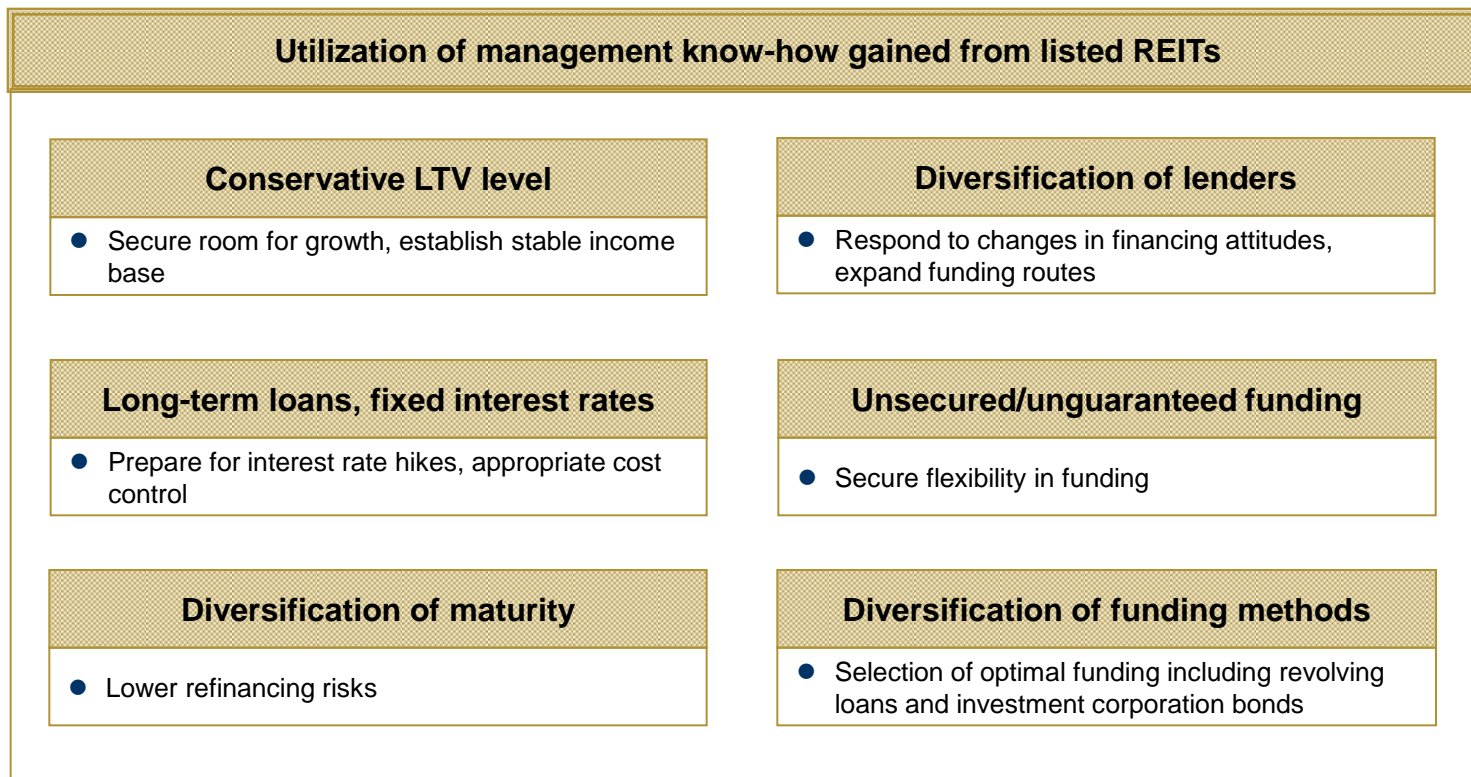 Utilization of management know-how gained from listed REITs
Conservative LTV level
● Secure room for growth, establish stable income
base
Diversification of lenders
● Respond to changes in financing attitudes,
expand funding routes
Long-term loans, fixed interest rates
● Prepare for interest rate hikes, appropriate cost
control
Unsecured/unguaranteed funding
● Secure flexibility in funding
Diversification of maturity
● Lower refinancing risks
Diversification of funding methods
● Selection of optimal funding including revolving
loans and investment corporation bonds